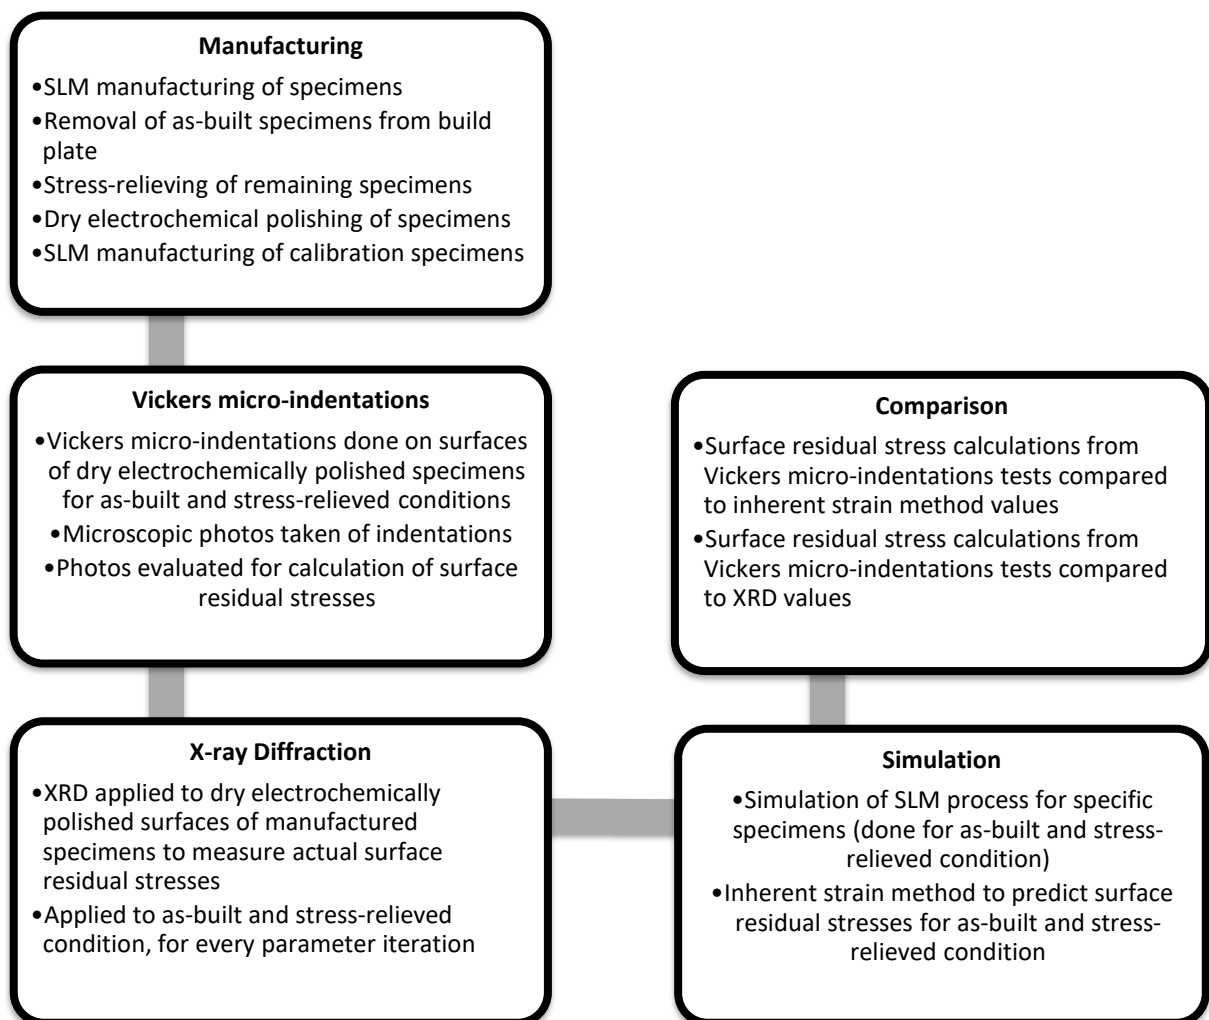 Manufacturing
•SLM manufacturing of specimens
•Removal of as-built specimens from build
plate
•Stress-relieving of remaining specimens
•Dry electrochemical polishing of specimens
•SLM manufacturing of calibration specimens
Vickers micro-indentations
•Vickers micro-indentations done on surfaces
of dry electrochemically polished specimens
for as-built and stress-relieved conditions
•Microscopic photos taken of indentations
•Photos evaluated for calculation of surface
residual stresses
X-ray Diffraction
•XRD applied to dry electrochemically
polished surfaces of manufactured
specimens to measure actual surface
residual stresses
•Applied to as-built and stress-relieved
condition, for every parameter iteration
Simulation
•Simulation of SLM process for specific
specimens (done for as-built and stress-
relieved condition)
•Inherent strain method to predict surface
residual stresses for as-built and stress-
relieved condition
Comparison
•Surface residual stress calculations from
Vickers micro-indentations tests compared
to inherent strain method values
•Surface residual stress calculations from
Vickers micro-indentations tests compared
to XRD values